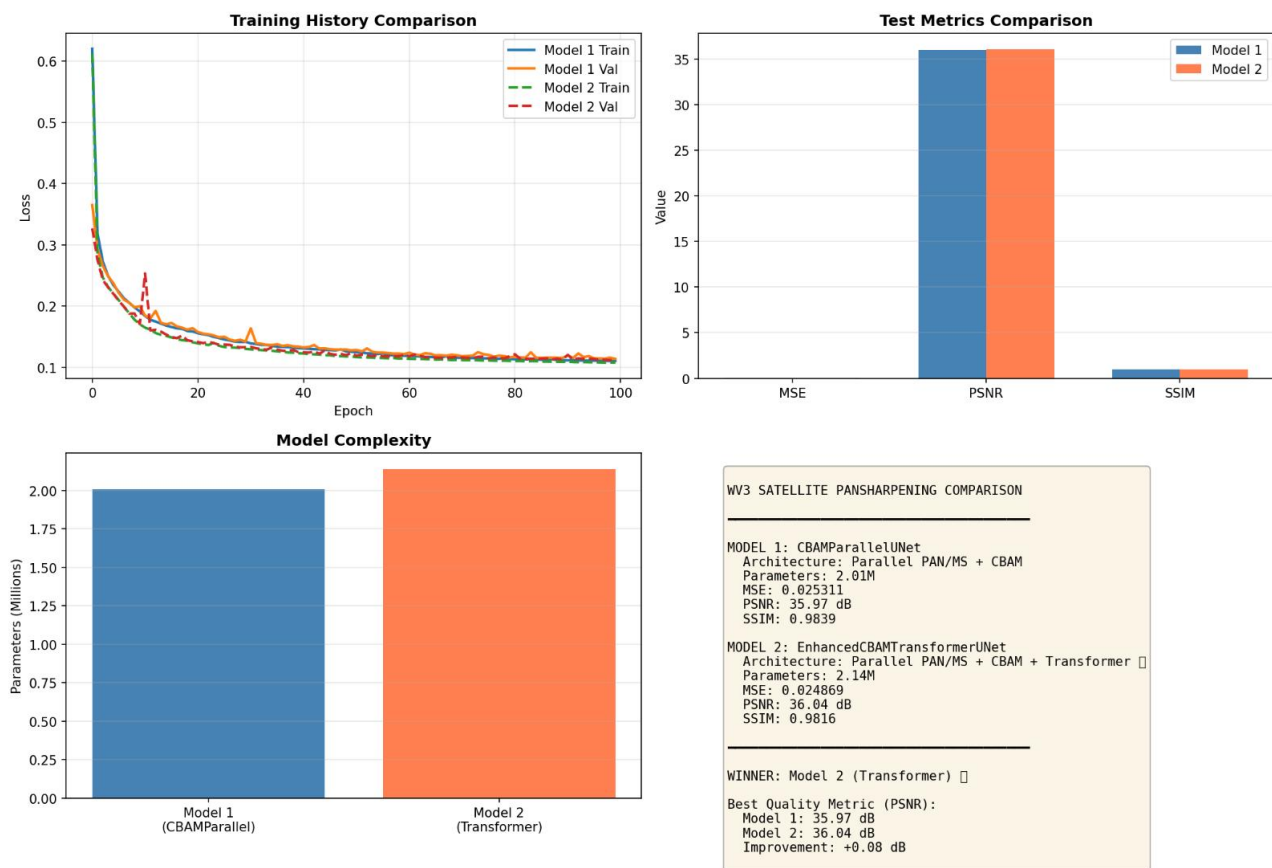 Training History Comparison
Loss
0.6
0.5
0.4
0.3
0.2
0.1
0
20
40
60
80
100
Epoch
Model 1 Train
Model 1 Val
Model 2 Train
Model 2 Val
Test Metrics Comparison
Value
35
30
25
20
15
10
5
0
MSE
PSNR
SSIM
Model 1
Model 2
Model Complexity
Parameters (Millions)
2.00
1.75
1.50
1.25
1.00
0.75
0.50
0.25
0.00
Model 1
(CBAMParallel)
Model 2
(Transformer)
WV3 SATELLITE PANSHARPENING COMPARISON
MODEL 1: CBAMParallelUNet
Architecture: Parallel PAN/MS + CBAM
Parameters: 2.01M
MSE: 0.025311
PSNR: 35.97 dB
SSIM: 0.9839
MODEL 2: EnhancedCBAMTransformerUNet
Architecture: Parallel PAN/MS + CBAM + Transformer
Parameters: 2.14M
MSE: 0.024869
PSNR: 36.04 dB
SSIM: 0.9816
WINNER: Model 2 (Transformer)
Best Quality Metric (PSNR):
Model 1: 35.97 dB
Model 2: 36.04 dB
Improvement: +0.08 dB